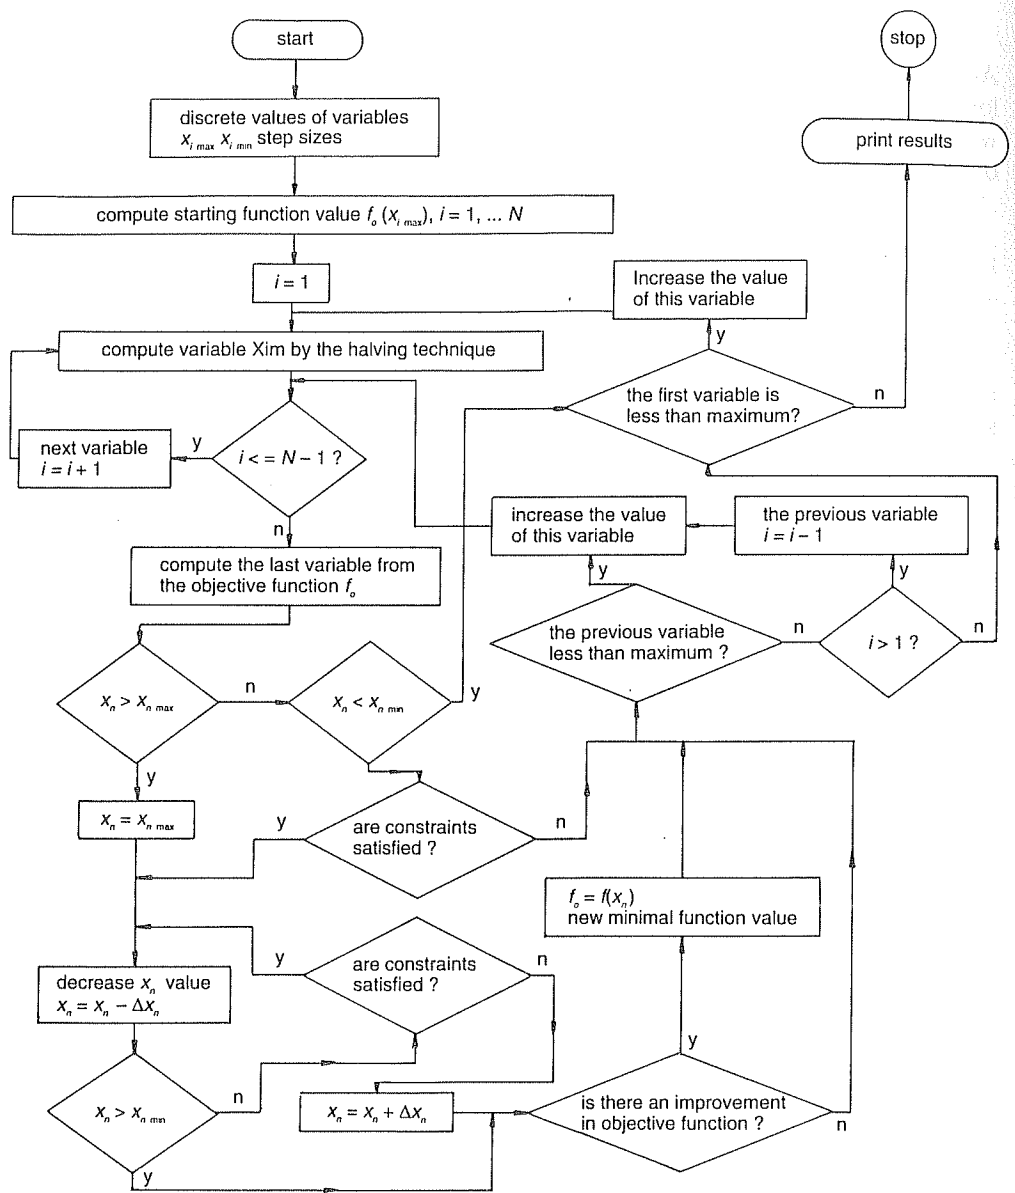 start
stop
discrete values of variables
x_i max x_i min step sizes
print results
compute starting function value f_o (x_i max), i = 1, ... N
i = 1
Increase the value
of this variable
y
compute variable Xim by the halving technique
the first variable is
less than maximum?
n
next variable
i = i + 1
y
i < = N – 1 ?
n
increase the value
of this variable
the previous variable
i = i – 1
compute the last variable from
the objective function f_o
y
y
the previous variable
less than maximum ?
n
i > 1 ?
n
x_n > x_n max
n
x_n < x_n min
y
y
x_n = x_n max
y
are constraints
satisfied ?
n
f_o = f(x_n)
new minimal function value
decrease x_n value
x_n = x_n – Δx_n
y
are constraints
satisfied ?
n
y
x_n > x_n min
n
x_n = x_n + Δx_n
is there an improvement
in objective function ?
n
y